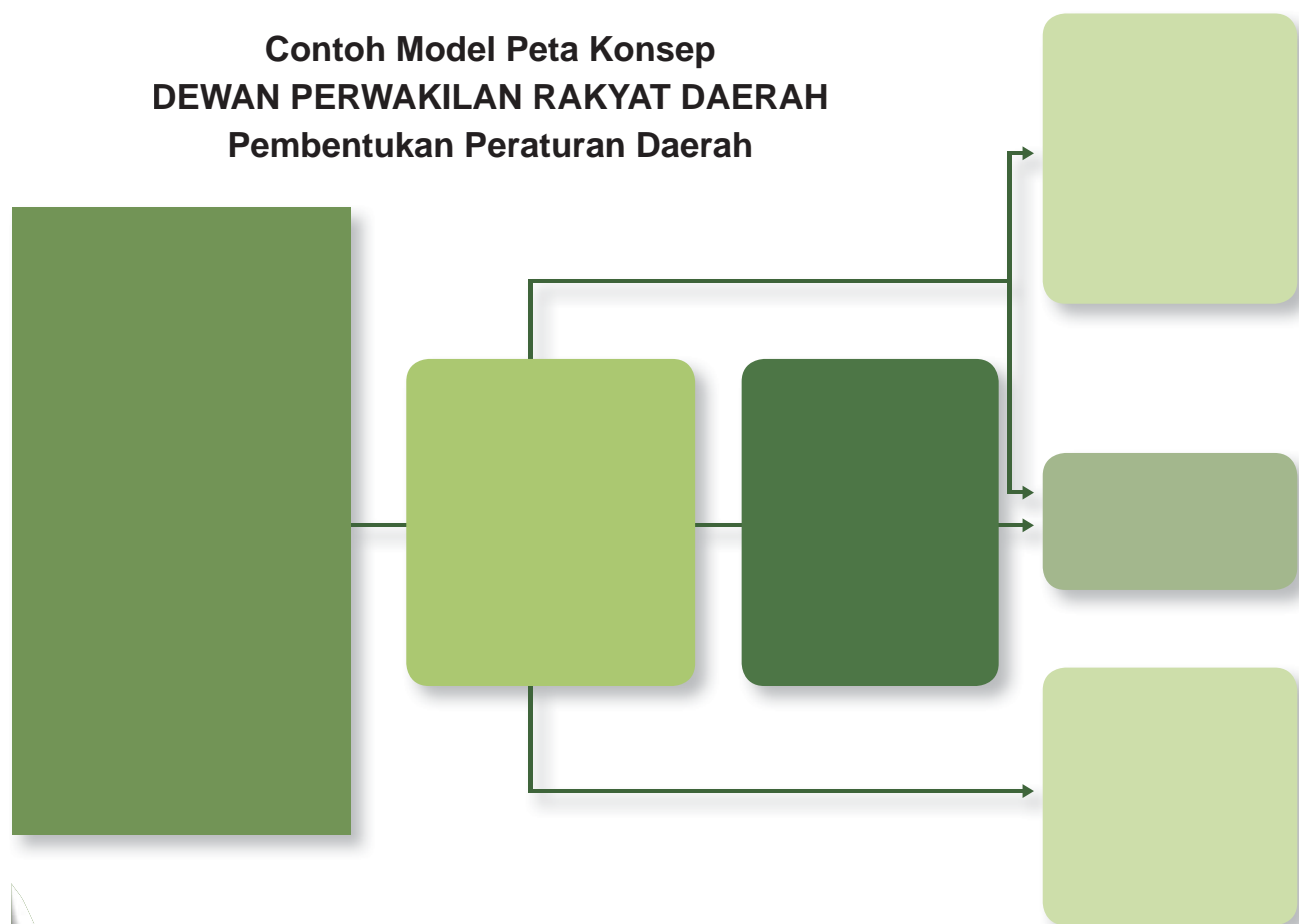 Contoh Model Peta Konsep
DEWAN PERWAKILAN RAKYAT DAERAH
Pembentukan Peraturan Daerah